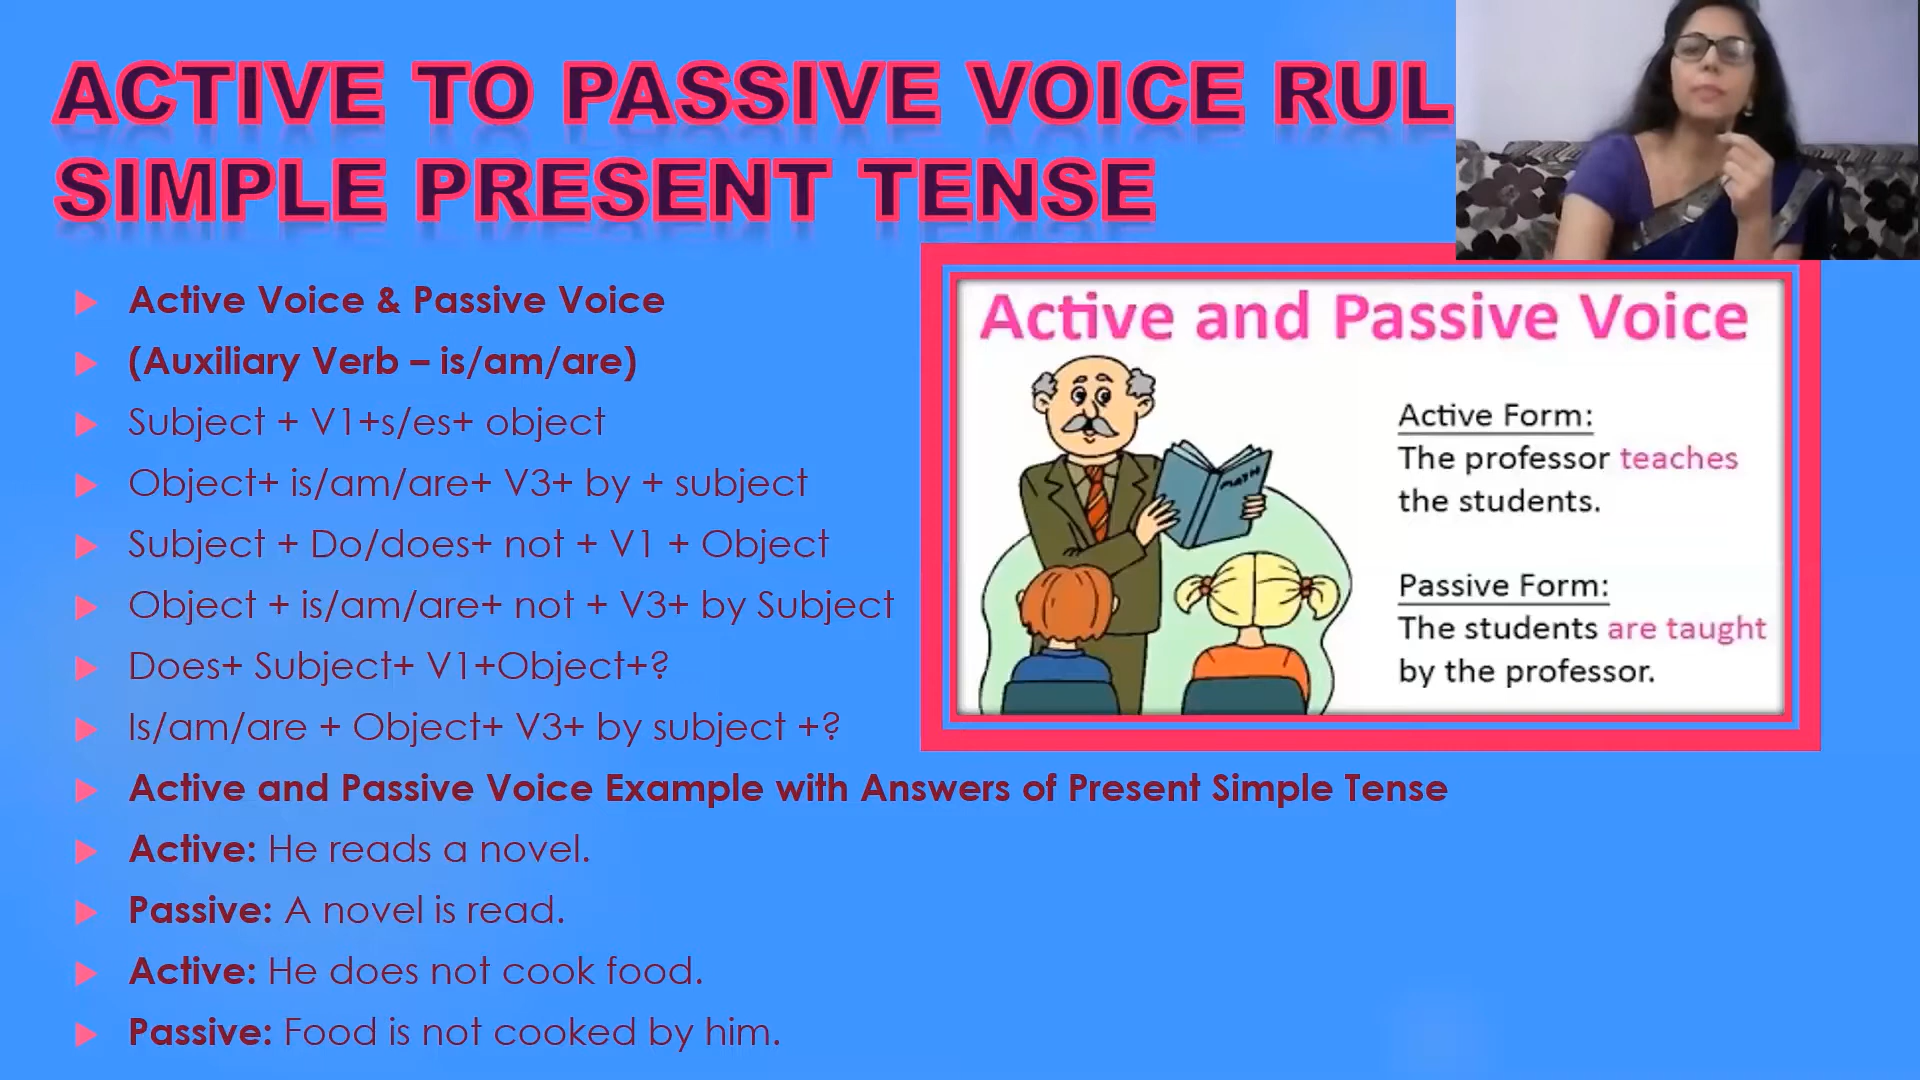 ACTIVE TO PASSIVE VOICE RUL
SIMPLE PRESENT TENSE
Active Voice & Passive Voice
(Auxiliary Verb – is/am/are)
Subject + V1+s/es+ object
Object+ is/am/are+ V3+ by + subject
Subject + Do/does+ not + V1 + Object
Object + is/am/are+ not + V3+ by Subject
Does+ Subject+ V1+Object+?
Is/am/are + Object+ V3+ by subject +?
Active and Passive Voice Example with Answers of Present Simple Tense
Active: He reads a novel.
Passive: A novel is read.
Active: He does not cook food.
Passive: Food is not cooked by him.
Active and Passive Voice
MATH
Active Form:
The professor teaches
the students.
Passive Form:
The students are taught
by the professor.